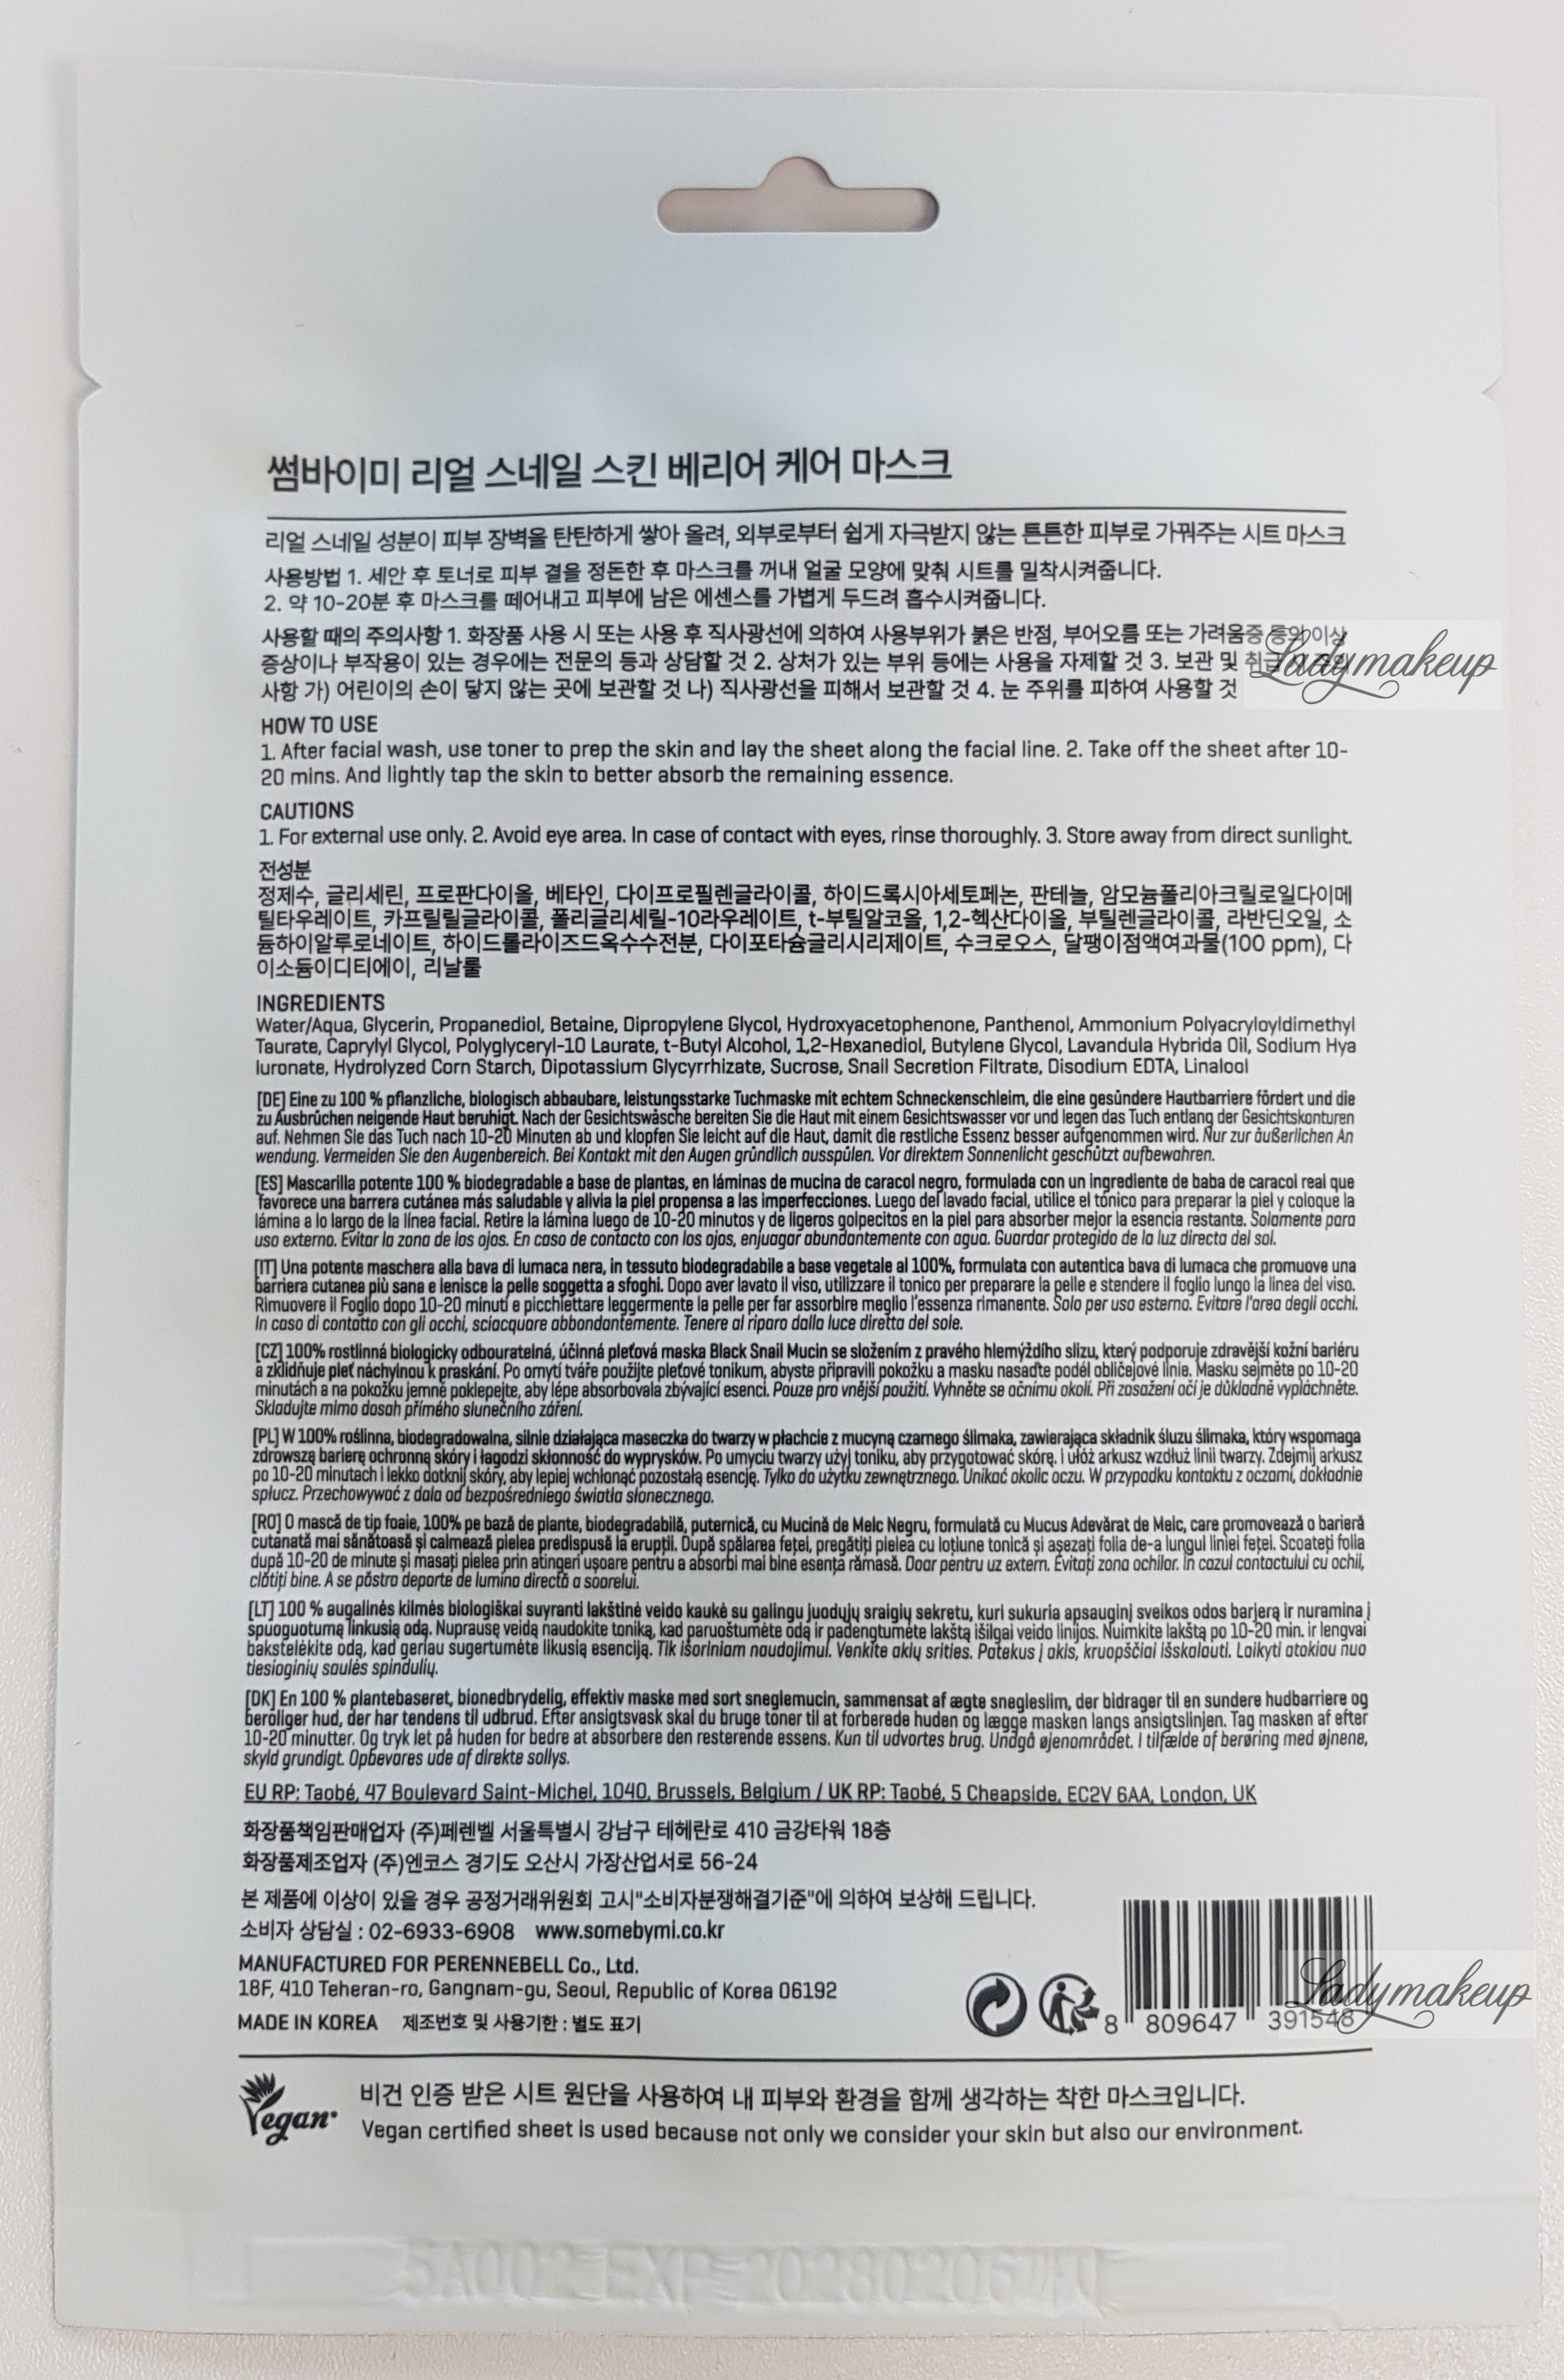 썸바이미 리얼 스네일 스킨 베리어 케어 마스크
리얼 스네일 성분이 피부 장벽을 탄탄하게 쌓아 올려, 외부로부터 쉽게 자극받지 않는 튼튼한 피부로 가꿔주는 시트 마스크
사용방법 1. 세안 후 토너로 피부 결을 정돈한 후 마스크를 꺼내 얼굴 모양에 맞춰 시트를 밀착시켜줍니다.
2. 약 10-20분 후 마스크를 떼어내고 피부에 남은 에센스를 가볍게 두드려 흡수시켜줍니다.
사용할 때의 주의사항 1. 화장품 사용 시 또는 사용 후 직사광선에 의하여 사용부위가 붉은 반점, 부어오름 또는 가려움증 등의 이상
증상이나 부작용이 있는 경우에는 전문의 등과 상담할 것 2. 상처가 있는 부위 등에는 사용을 자제할 것 3. 보관 및
사항 가) 어린이의 손이 닿지 않는 곳에 보관할 것 나) 직사광선을 피해서 보관할 것 4. 눈 주위를 피하여 사용할 것
Ladymakeup
HOW TO USE
1. After facial wash, use toner to prep the skin and lay the sheet along the facial line. 2. Take off the sheet after 10-
20 mins. And lightly tap the skin to better absorb the remaining essence.
CAUTIONS
1. For external use only. 2. Avoid eye area. In case of contact with eyes, rinse thoroughly. 3. Store away from direct sunlight.
전성분
정제수, 글리세린, 프로판다이올, 베타인, 다이프로필렌글라이콜, 하이드록시아세토페논, 판테놀, 암모늄폴리아크릴로일다이메
틸타우레이트, 카프릴릴글라이콜, 폴리글리세릴-10라우레이트, t-부틸알코올, 1,2-헥산다이올, 부틸렌글라이콜, 라반딘오일, 소
듐하이알루로네이트, 하이드롤라이즈드옥수수전분, 다이포타슘글리시리제이트, 수크로오스, 달팽이점액여과물(100 ppm), 다
이소듐이디티에이, 리날룰
INGREDIENTS
Water/Aqua, Glycerin, Propanediol, Betaine, Dipropylene Glycol, Hydroxyacetophenone, Panthenol, Ammonium Polyacryloyldimethyl
Taurate, Caprylyl Glycol, Polyglyceryl-10 Laurate, t-Butyl Alcohol, 1,2-Hexanediol, Butylene Glycol, Lavandula Hybrida Oil, Sodium Hya
luronate, Hydrolyzed Corn Starch, Dipotassium Glycyrrhizate, Sucrose, Snail Secretion Filtrate, Disodium EDTA, Linalool
[DE] Eine zu 100 % pflanzliche, biologisch abbaubare, leistungsstarke Tuchmaske mit echtem Schneckenschleim, die eine gesündere Hautbarriere fördert und die
zu Ausbrüchen neigende Haut beruhigt. Nach der Gesichtswäsche bereiten Sie die Haut mit einem Gesichtswasser vor und legen das Tuch entlang der Gesichtskonturen
auf. Nehmen Sie das Tuch nach 10-20 Minuten ab und klopfen Sie leicht auf die Haut, damit die restliche Essenz besser aufgenommen wird. Nur zur äußerlichen An
wendung. Vermeiden Sie den Augenbereich. Bei Kontakt mit den Augen gründlich ausspülen. Vor direktem Sonnenlicht geschützt aufbewahren.
[ES] Mascarilla potente 100 % biodegradable a base de plantas, en láminas de mucina de caracol negro, formulada con un ingrediente de baba de caracol real que
favorece una barrera cutánea más saludable y alivia la piel propensa a las imperfecciones. Luego del lavado facial, utilice el tónico para preparar la piel y coloque la
lámina a lo largo de la línea facial. Retire la lámina luego de 10-20 minutos y de ligeros golpecitos en la piel para absorber mejor la esencia restante. Solamente para
uso externo. Evitar la zona de los ojos. En caso de contacto con los ojos, enjuagar abundantemente con agua. Guardar protegido de la luz directa del sol.
[IT] Una potente maschera alla bava di lumaca nera, in tessuto biodegradabile a base vegetale al 100%, formulata con autentica bava di lumaca che promuove una
barriera cutanea più sana e lenisce la pelle soggetta a sfoghi. Dopo aver lavato il viso, utilizzare il tonico per preparare la pelle e stendere il foglio lungo la linea del viso.
Rimuovere il Foglio dopo 10-20 minuti e picchiettare leggermente la pelle per far assorbire meglio l'essenza rimanente. Solo per uso esterno. Evitare l'area degli occhi.
In caso di contatto con gli occhi, sciacquare abbondantemente. Tenere al riparo dalla luce diretta del sole.
[CZ] 100% rostlinná biologicky odbouratelná, účinná pleťová maska Black Snail Mucin se složením z pravého hlemýždího slizu, který podporuje zdravější kožní bariéru
a zklidňuje pleť náchylnou k praskání. Po omytí tváře použijte pleťové tonikum, abyste připravili pokožku a masku nasaďte podél obličejové linie. Masku sejměte po 10-20
minutách a na pokožku jemně poklepejte, aby lépe absorbovala zbývající esenci. Pouze pro vnější použití. Vyhněte se očnímu okolí. Při zasažení očí je důkladně vypláchněte.
Skladujte mimo dosah přímého slunečního záření.
[PL] W 100% roślinna, biodegradowalna, silnie działająca maseczka do twarzy w płachcie z mucyną czarnego ślimaka, zawierająca składnik śluzu ślimaka, który wspomaga
zdrowszą barierę ochronną skóry i łagodzi skłonność do wyprysków. Po umyciu twarzy użyj toniku, aby przygotować skórę. I ułóż arkusz wzdłuż linii twarzy. Zdejmij arkusz
po 10-20 minutach i lekko dotknij skóry, aby lepiej wchłonąć pozostałą esencję. Tylko do użytku zewnętrznego. Unikać okolic oczu. W przypadku kontaktu z oczami, dokładnie
spłucz. Przechowywać z dala od bezpośredniego światła słonecznego.
[RO] O mască de tip foaie, 100% pe bază de plante, biodegradabilă, puternică, cu Mucină de Melc Negru, formulată cu Mucus Adevărat de Melc, care promovează o barieră
cutanată mai sănătoasă și calmează pielea predispusă la erupții. După spălarea feței, pregătiți pielea cu loțiune tonică și așezați folia de-a lungul liniei feței. Scoateți folia
după 10-20 de minute și masați pielea prin atingeri ușoare pentru a absorbi mai bine esența rămasă. Doar pentru uz extern. Evitați zona ochilor. În cazul contactului cu ochii,
clătiți bine. A se păstra departe de lumina directă a soarelui.
[LT] 100 % augalinės kilmės biologiškai suyranti lakštinė veido kaukė su galingu juodųjų sraigių sekretu, kuri sukuria apsauginį sveikos odos barjerą ir nuramina į
spuoguotumą linkusią odą. Nuprausę veidą naudokite toniką, kad paruoštumėte odą ir padengtumėte lakštą išilgai veido linijos. Nuimkite lakštą po 10-20 min. ir lengvai
bakstelėkite odą, kad geriau sugertumėte likusią esenciją. Tik išoriniam naudojimui. Venkite akių srities. Patekus į akis, kruopščiai išskalauti. Laikyti atokiau nuo
tiesioginių saulės spindulių.
[DK] En 100 % plantebaseret, bionedbrydelig, effektiv maske med sort sneglemucin, sammensat af ægte snegleslim, der bidrager til en sundere hudbarriere og
beroliger hud, der har tendens til udbrud. Efter ansigtsvask skal du bruge toner til at forberede huden og lægge masken langs ansigtslinjen. Tag masken af efter
10-20 minutter. Og tryk let på huden for bedre at absorbere den resterende essens. Kun til udvortes brug. Undgå øjenområdet. I tilfælde af berøring med øjnene,
skyld grundigt. Opbevares ude af direkte sollys.
EU RP: Taobé, 47 Boulevard Saint-Michel, 1040, Brussels, Belgium / UK RP: Taobé, 5 Cheapside, EC2V 6AA, London, UK
화장품책임판매업자 (주)페렌벨 서울특별시 강남구 테헤란로 410 금강타워 18층
화장품제조업자 (주)엔코스 경기도 오산시 가장산업서로 56-24
본 제품에 이상이 있을 경우 공정거래위원회 고시"소비자분쟁해결기준"에 의하여 보상해 드립니다.
소비자 상담실 : 02-6933-6908 www.somebymi.co.kr
MANUFACTURED FOR PERENNEBELL Co., Ltd.
18F, 410 Teheran-ro, Gangnam-gu, Seoul, Republic of Korea 06192
MADE IN KOREA 제조번호 및 사용기한 : 별도 표기
8 809647 391548
Ladymakeup
Vegan
비건 인증 받은 시트 원단을 사용하여 내 피부와 환경을 함께 생각하는 착한 마스크입니다.
Vegan certified sheet is used because not only we consider your skin but also our environment.
5A002 EXP 20280206